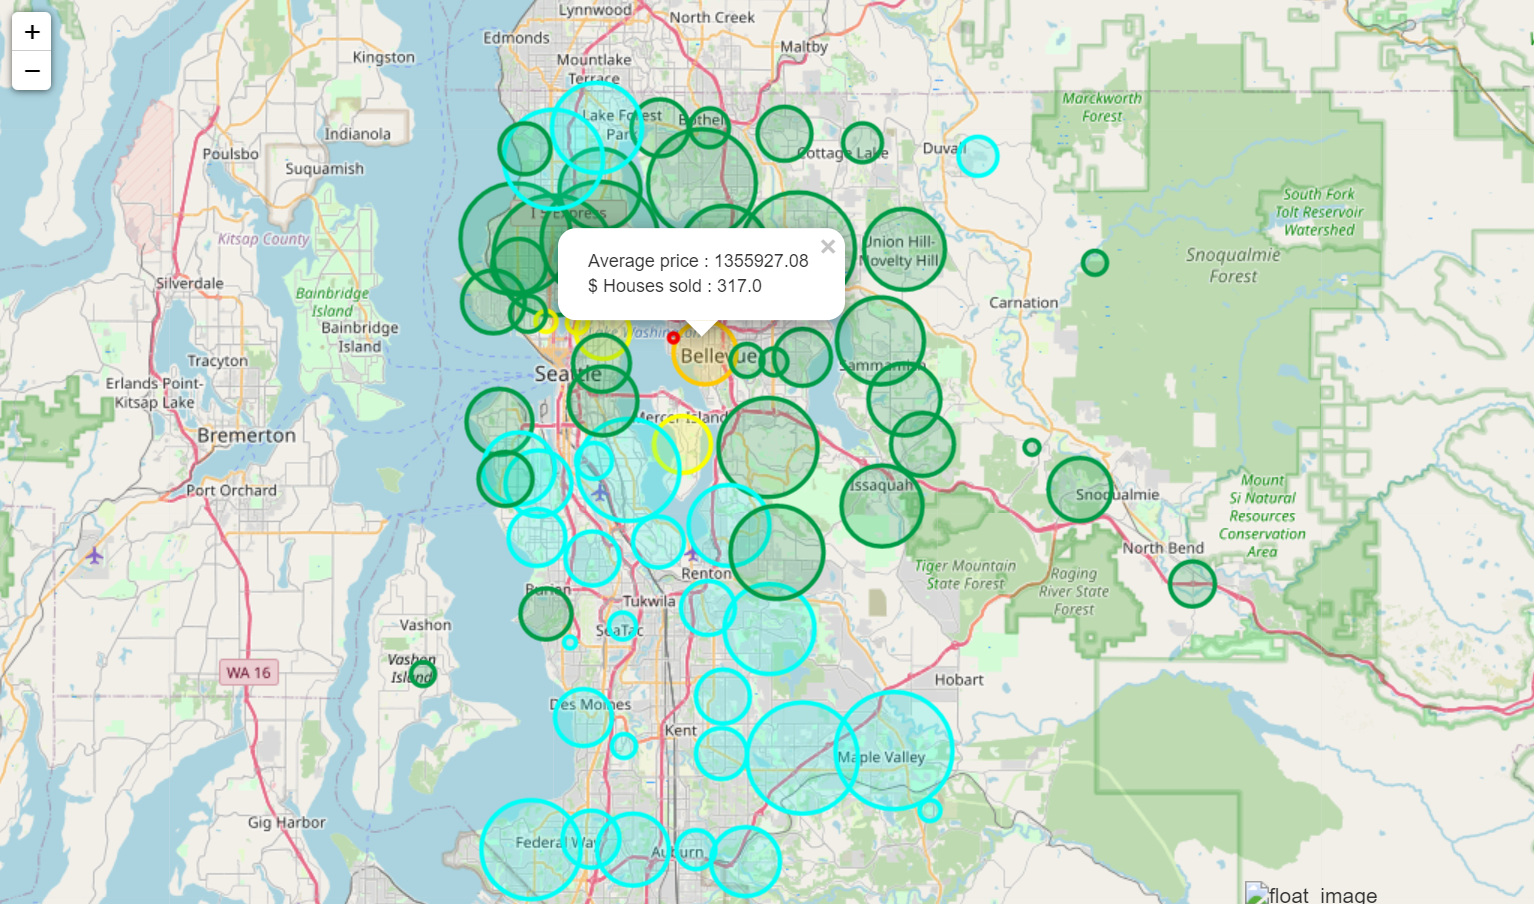 +
−
Lynnwood
North Creek
Edmonds
Maltby
Kingston
Mountlake
Terrace
Marckworth
Forest
Lake Forest
Park
Bothell
Indianola
Cottage Lake
Duvall
Poulsbo
Suquamish
South Fork
Tolt Reservoir
Watershed
I 5 Express
Kitsap County
Union Hill-
Novelty Hill
Snoqualmie
Forest
×
Average price : 1355927.08
$ Houses sold : 317.0
Silverdale
Bainbridge
Island
Carnation
Bainbridge
Island
Lake Washington
Tracyton
Bellevue
Sammamish
Seattle
Erlands Point-
Kitsap Lake
Mercer Island
Bremerton
Issaquah
Port Orchard
Snoqualmie
Mount
Si Natural
Resources
Conservation
Area
North Bend
Tiger Mountain
State Forest
Raging
River State
Forest
Renton
Burien
Tukwila
Vashon
SeaTac
Vashon
Island
WA 16
Hobart
Des Moines
Kent
Maple Valley
Gig Harbor
Federal Way
Auburn
float_image